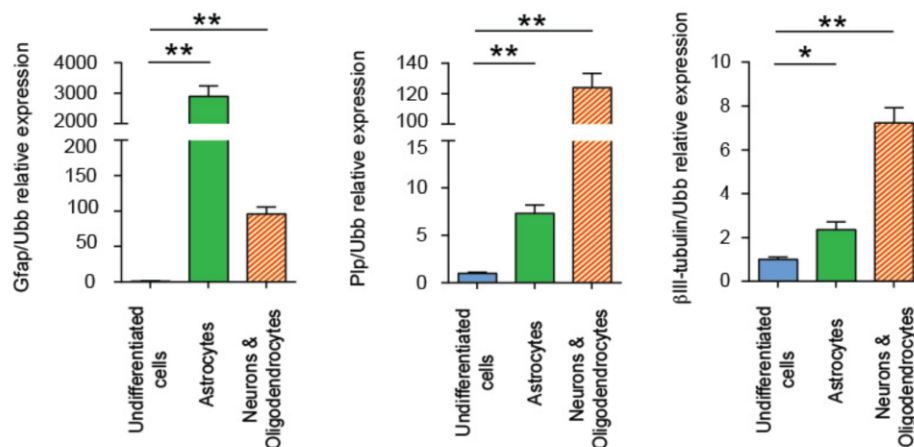 **
**
Gfap/Ubb relative expression
4000
3000
2000
200
150
100
50
0
Undifferentiated
cells
Astrocytes
Neurons &
Oligodendrocytes
**
**
Plp/Ubb relative expression
140
120
100
15
10
5
0
Undifferentiated
cells
Astrocytes
Neurons &
Oligodendrocytes
**
*
βIII-tubulin/Ubb relative expression
10
8
6
4
2
0
Undifferentiated
cells
Astrocytes
Neurons &
Oligodendrocytes